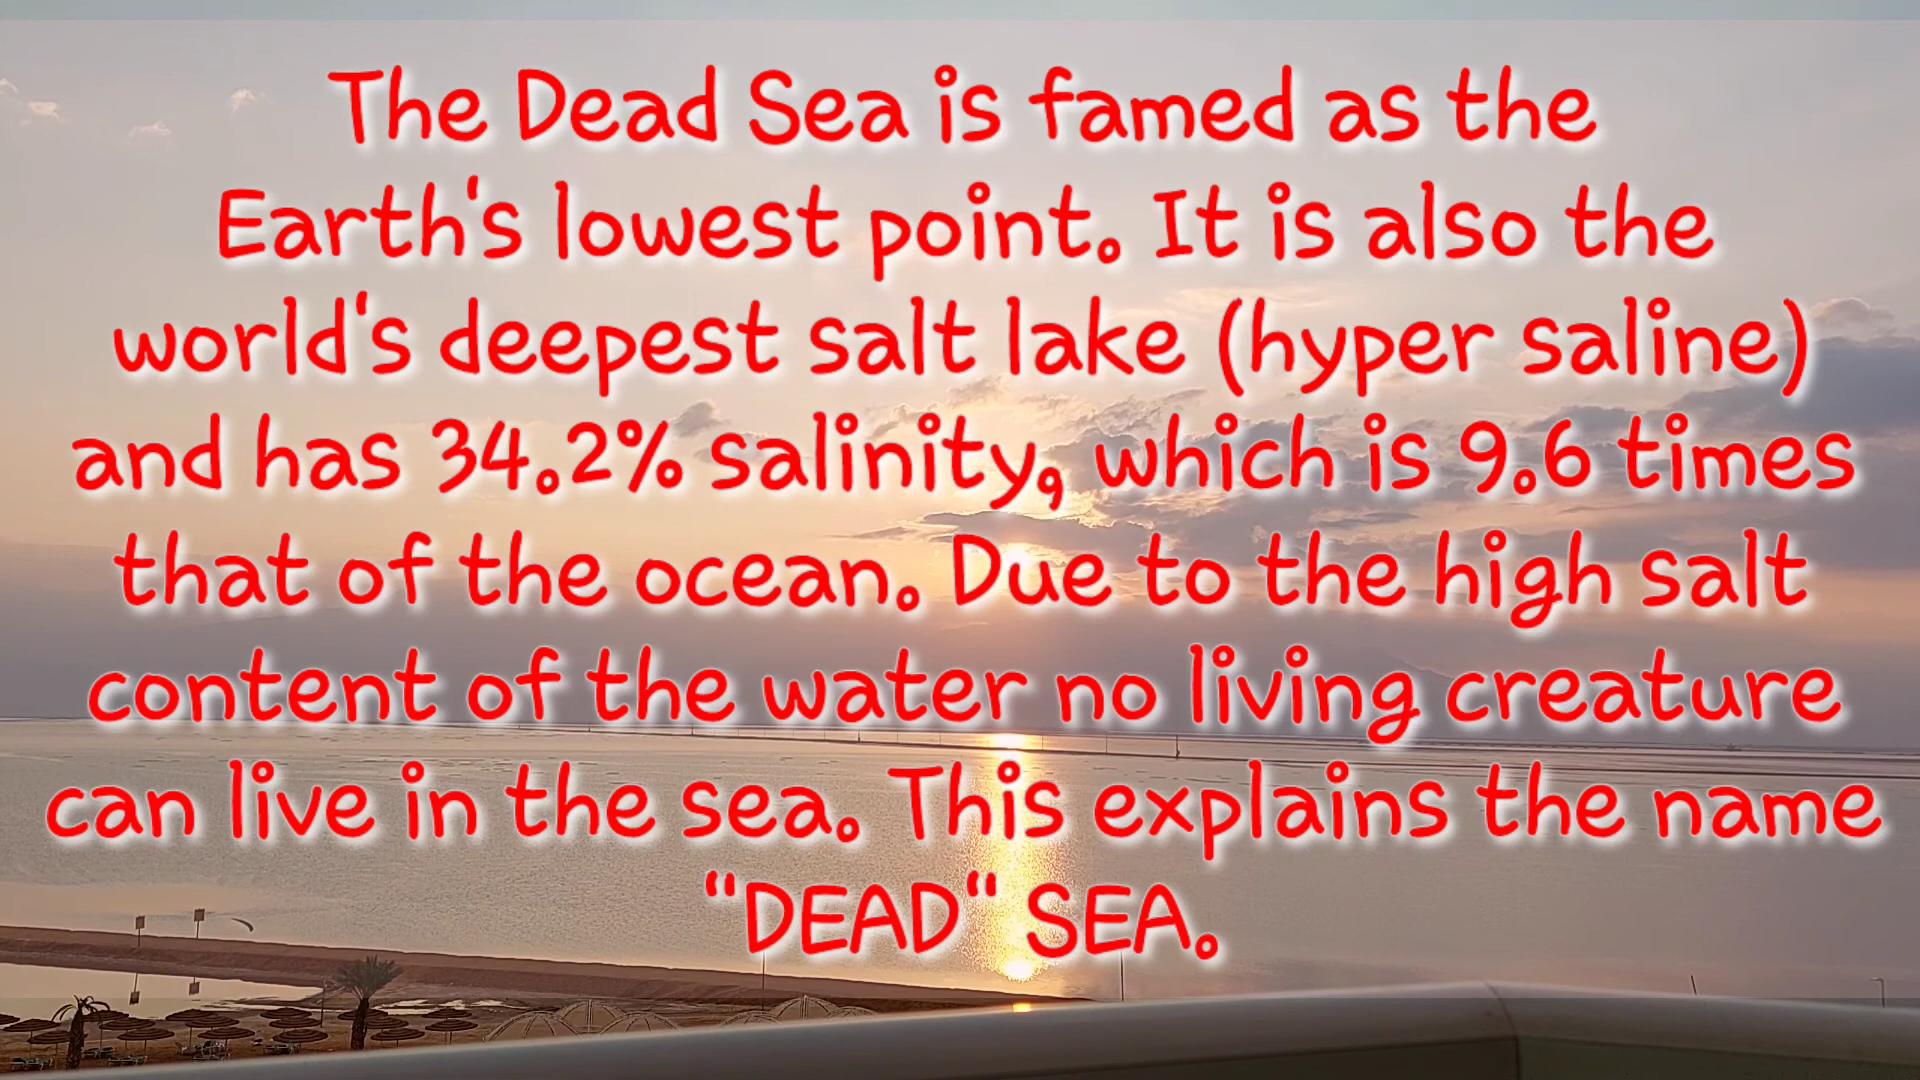 The Dead Sea is famed as the
Earth's lowest point. It is also the
world's deepest salt lake (hyper saline)
and has 34.2% salinity, which is 9.6 times
that of the ocean. Due to the high salt
content of the water no living creature
can live in the sea. This explains the name
“DEAD“ SEA.